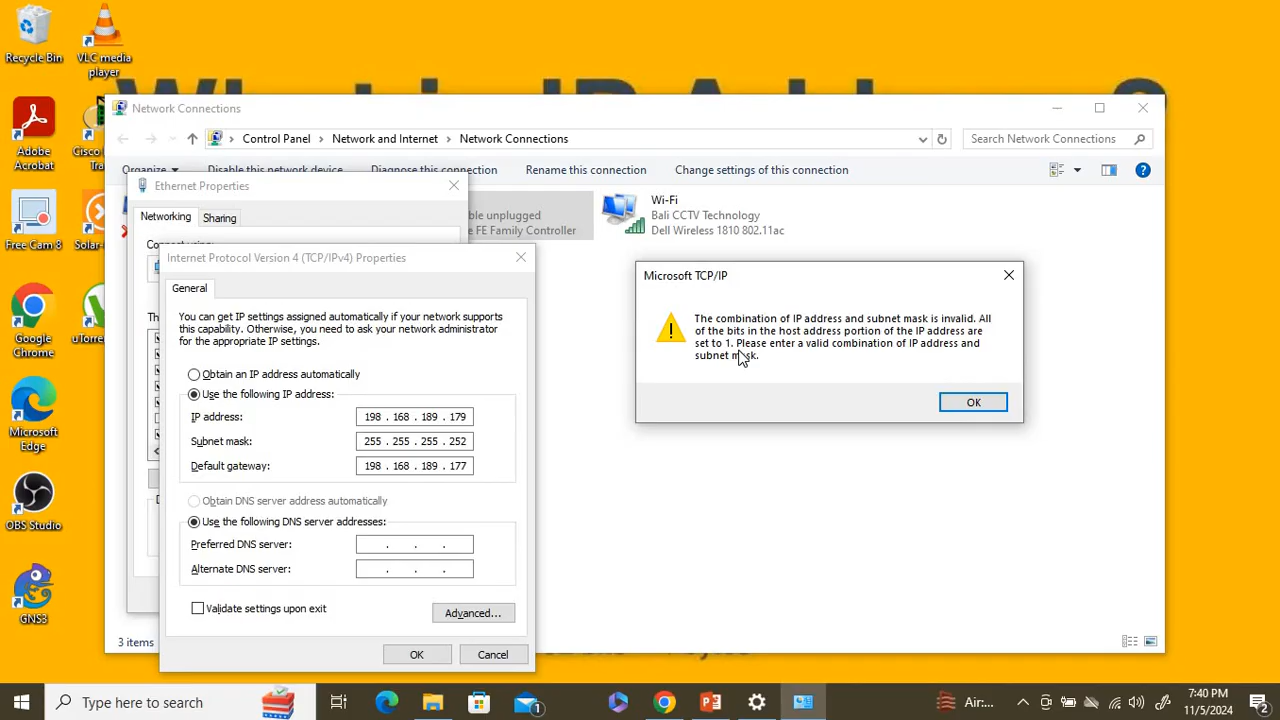 Recycle Bin
VLC media
player
Adobe
Acrobat
Free Cam 8
Google
Chrome
Microsoft
Edge
OBS Studio
GNS3
Network Connections
Control Panel > Network and Internet > Network Connections
Search Network Connections
Organize
Disable this network device
Diagnose this connection
Rename this connection
Change settings of this connection
Wi-Fi
Bali CCTV Technology
Dell Wireless 1810 802.11ac
ble unplugged
e FE Family Controller
3 items
Ethernet Properties
Networking
Sharing
Internet Protocol Version 4 (TCP/IPv4) Properties
General
You can get IP settings assigned automatically if your network supports
this capability. Otherwise, you need to ask your network administrator
for the appropriate IP settings.
Obtain an IP address automatically
Use the following IP address:
IP address: 198 . 168 . 189 . 179
Subnet mask: 255 . 255 . 255 . 252
Default gateway: 198 . 168 . 189 . 177
Obtain DNS server address automatically
Use the following DNS server addresses:
Preferred DNS server: . . .
Alternate DNS server: . . .
Validate settings upon exit
Advanced...
OK
Cancel
Microsoft TCP/IP
The combination of IP address and subnet mask is invalid. All
of the bits in the host address portion of the IP address are
set to 1. Please enter a valid combination of IP address and
subnet mask.
OK
Type here to search
1
Air:...
7:40 PM
11/5/2024
2